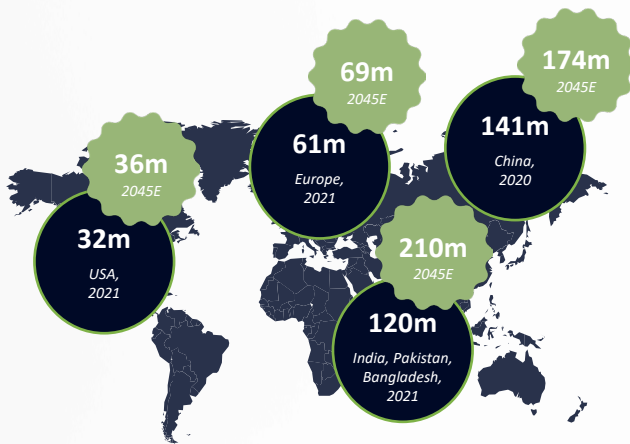 69m
2045E
61m
Europe,
2021
174m
2045E
141m
China,
2020
36m
2045E
32m
USA,
2021
210m
2045E
120m
India, Pakistan,
Bangladesh,
2021